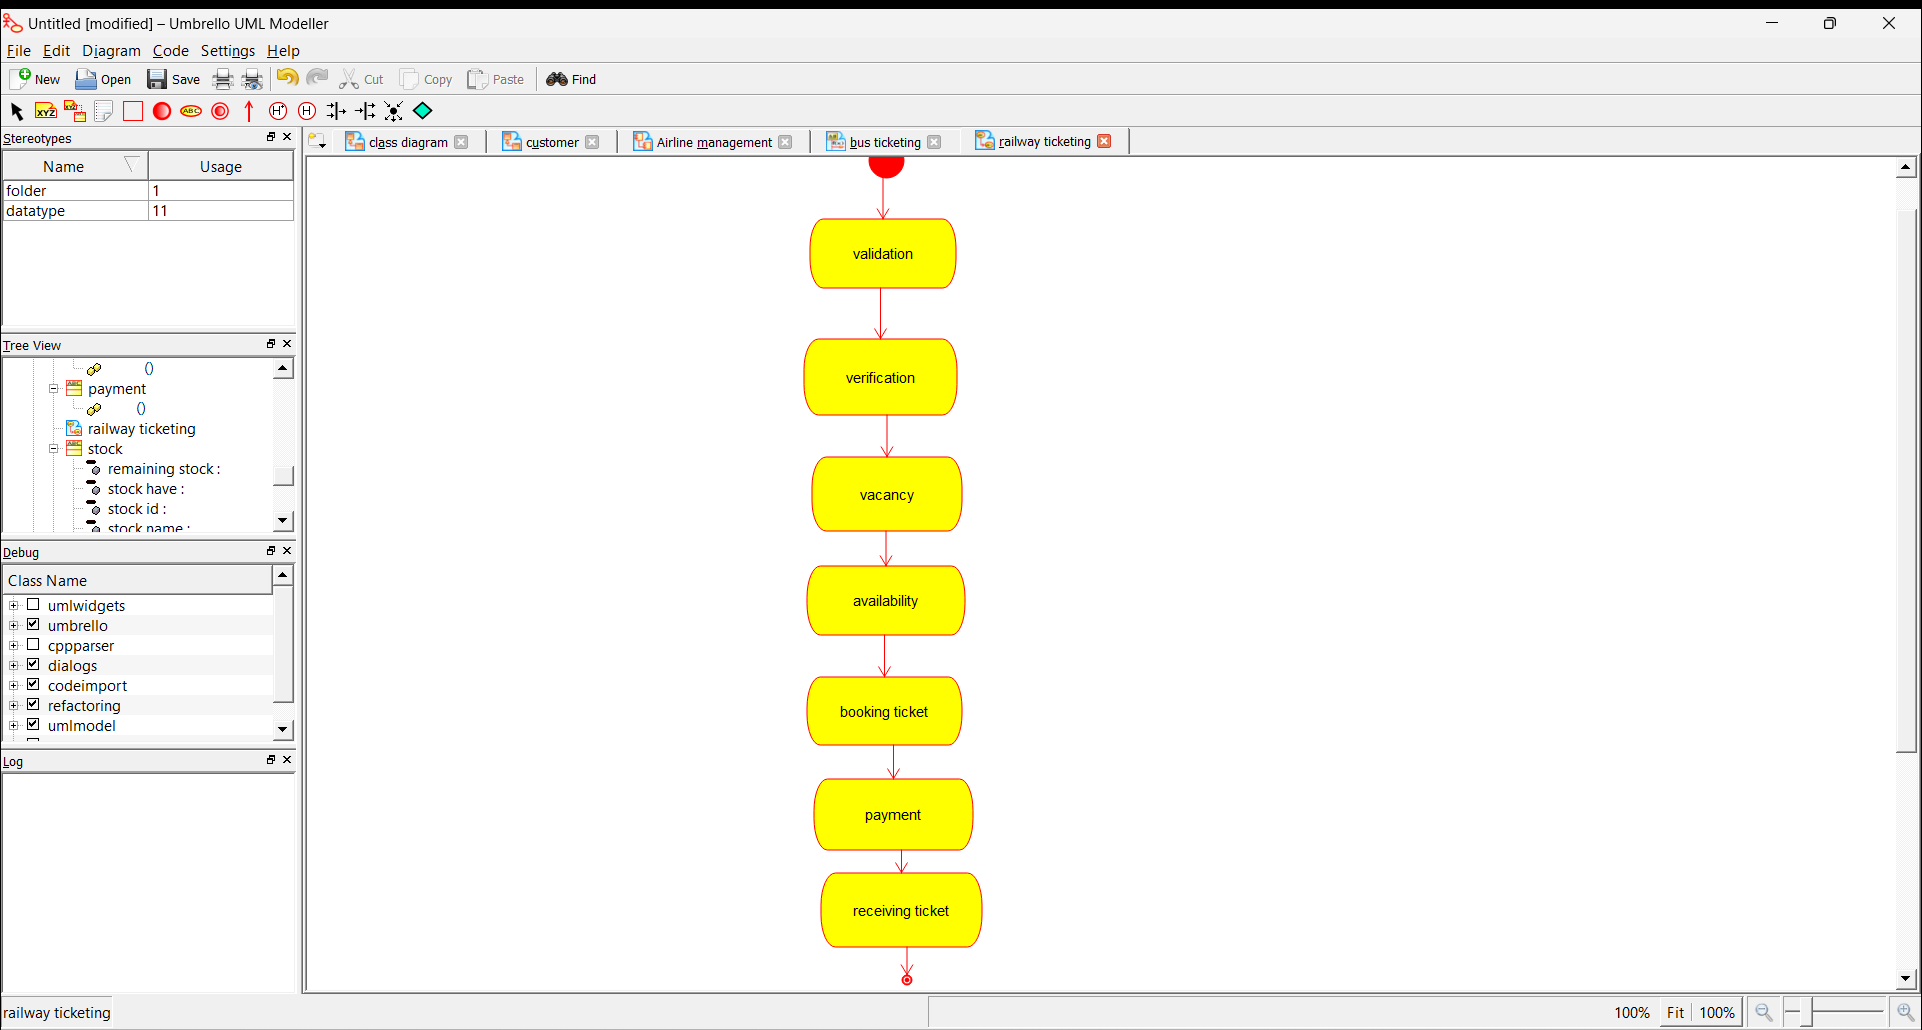 Untitled [modified] – Umbrello UML Modeller
File Edit Diagram Code Settings Help
New Open Save Cut Copy Paste Find
XYZ XYZ ABC H* H
Stereotypes
class diagram customer Airline management bus ticketing railway ticketing
Name Usage
folder 1
datatype 11
Tree View
()
payment
()
railway ticketing
stock
remaining stock :
stock have :
stock id :
stock name :
Debug
Class Name
umlwidgets
umbrello
cppparser
dialogs
codeimport
refactoring
umlmodel
Log
validation
verification
vacancy
availability
booking ticket
payment
receiving ticket
railway ticketing
100% Fit 100%